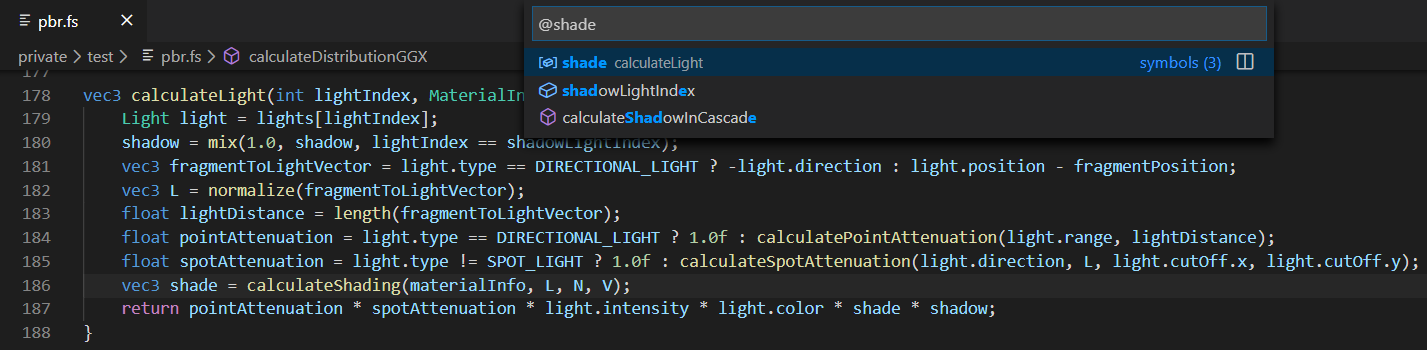 pbr.fs
@shade
private > test > pbr.fs > calculateDistributionGGX
shade calculateLight symbols (3)
shadowLightIndex
calculateShadowInCascade
177
178 vec3 calculateLight(int lightIndex, MaterialIn
179 Light light = lights[lightIndex];
180 shadow = mix(1.0, shadow, lightIndex == shadowLightIndex);
181 vec3 fragmentToLightVector = light.type == DIRECTIONAL_LIGHT ? -light.direction : light.position - fragmentPosition;
182 vec3 L = normalize(fragmentToLightVector);
183 float lightDistance = length(fragmentToLightVector);
184 float pointAttenuation = light.type == DIRECTIONAL_LIGHT ? 1.0f : calculatePointAttenuation(light.range, lightDistance);
185 float spotAttenuation = light.type != SPOT_LIGHT ? 1.0f : calculateSpotAttenuation(light.direction, L, light.cutOff.x, light.cutOff.y);
186 vec3 shade = calculateShading(materialInfo, L, N, V);
187 return pointAttenuation * spotAttenuation * light.intensity * light.color * shade * shadow;
188 }